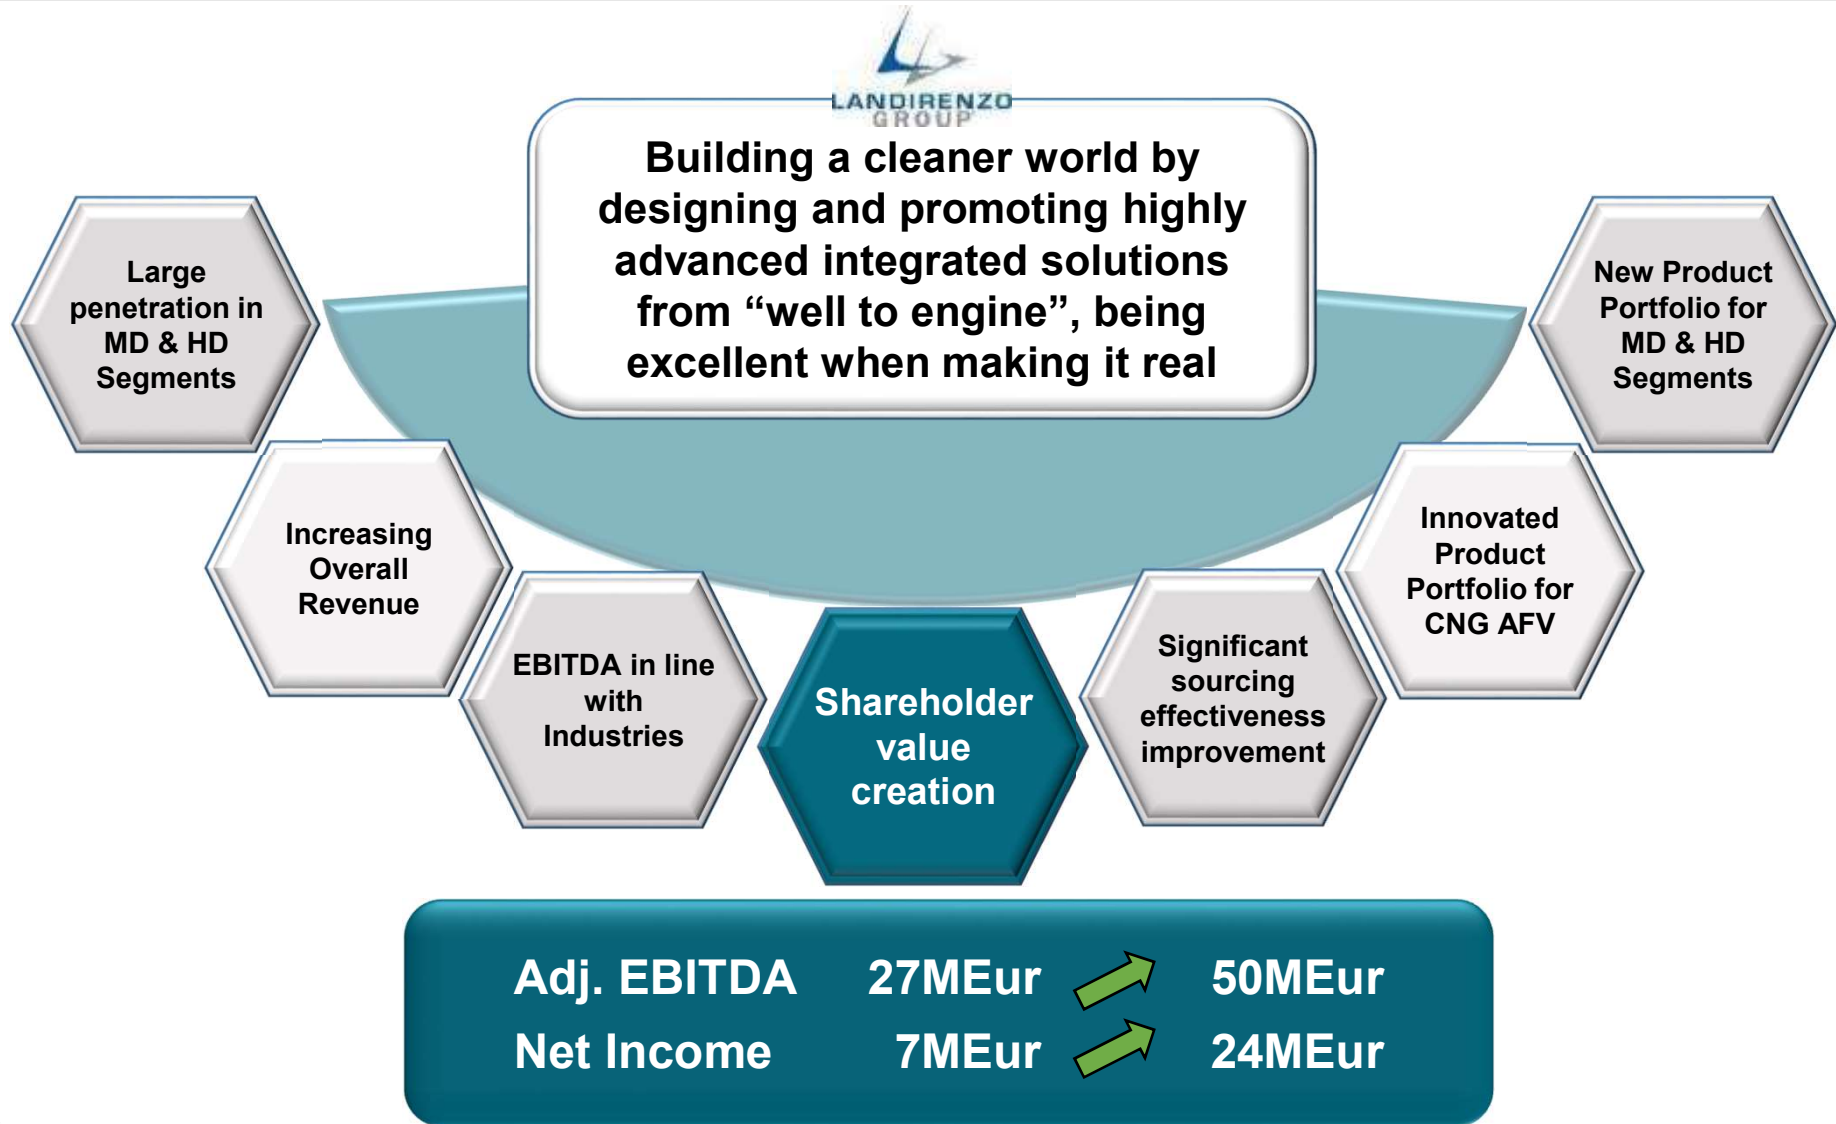 LANDIRENZO
GROUP
Building a cleaner world by
designing and promoting highly
advanced integrated solutions
from “well to engine”, being
excellent when making it real
Large
penetration in
MD & HD
Segments
Increasing
Overall
Revenue
EBITDA in line
with
Industries
Shareholder
value
creation
Significant
sourcing
effectiveness
improvement
Innovated
Product
Portfolio for
CNG AFV
New Product
Portfolio for
MD & HD
Segments
Adj. EBITDA 27MEur 50MEur
Net Income 7MEur 24MEur